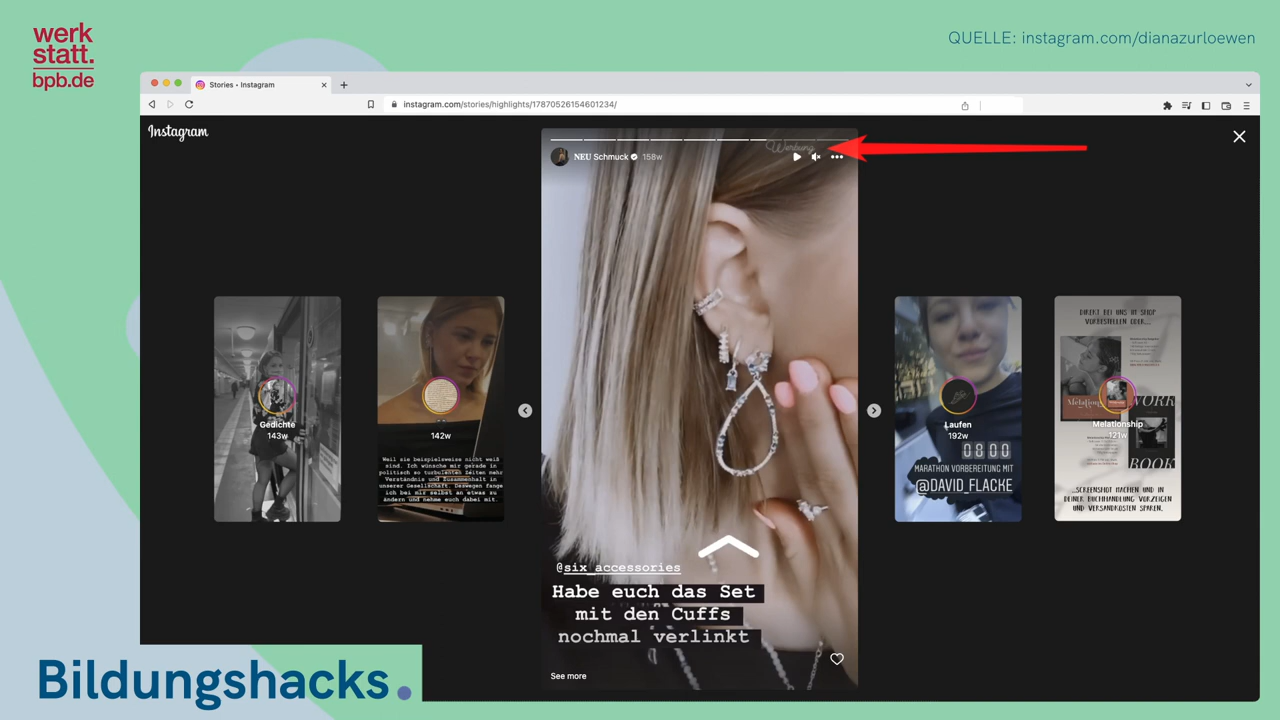 werk
statt.
bpb.de
QUELLE: instagram.com/dianazurloewen
Stories • Instagram
instagram.com/stories/highlights/17870526154601234/
Instagram
Werbung
NEU Schmuck 158w
Gedichte
143w
142w
Weil sie beispielsweise nicht weiß
sind. Ich wünsche mir gerade in
politisch so turbulenten Zeiten mehr
Verständnis und Zusammenhalt in
unserer Gesellschaft. Deswegen fange
ich bei mir selbst an etwas zu
ändern und nehme euch dabei mit.
@six_accessories
Habe euch das Set
mit den Cuffs
nochmal verlinkt
See more
Laufen
192w
08 00
MARATHON VORBEREITUNG MIT
@DAVID_FLACKE
DIREKT BEI UNS IM SHOP
VORBESTELLEN ODER...
Melationship
121w
WORK
BOOK
...SCREENSHOT MACHEN UND IN
DEINER BUCHHANDLUNG VORZEIGEN
UND VERSANDKOSTEN SPAREN.
Bildungshacks.